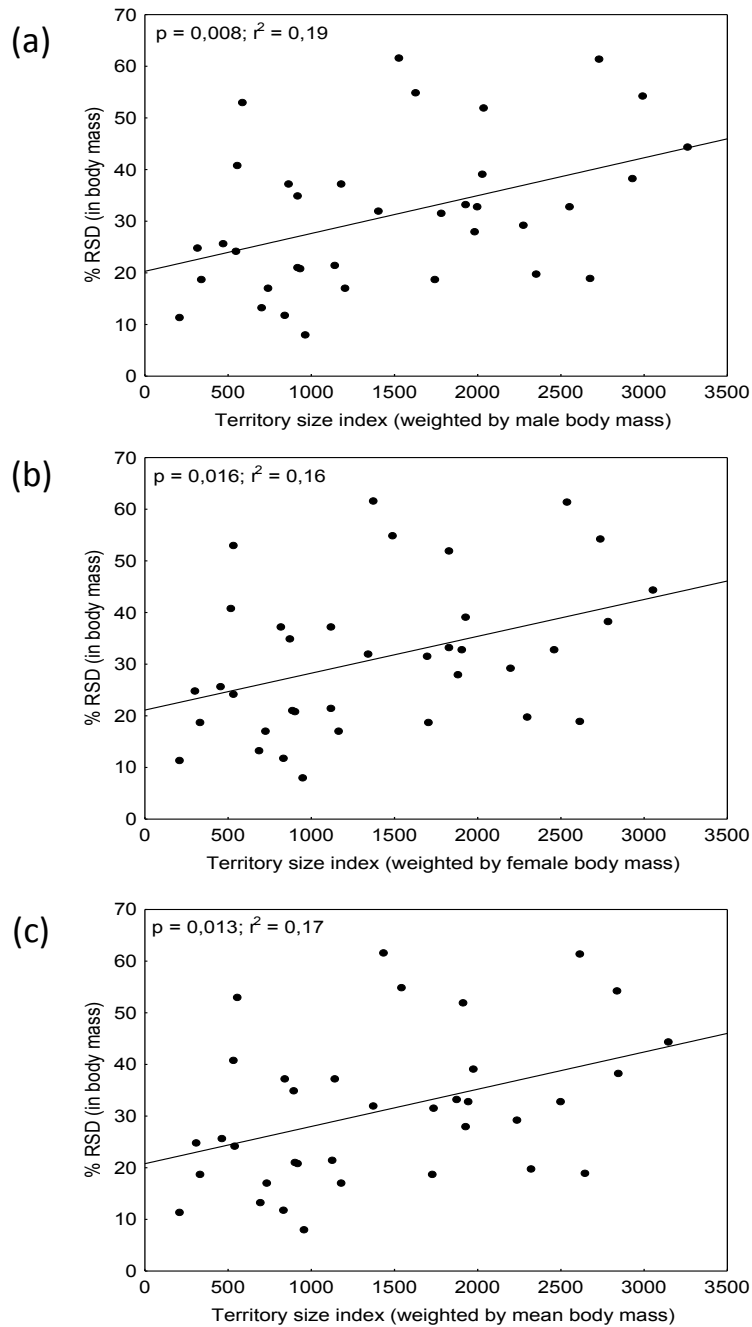 (a)
p = 0,008; r² = 0,19
% RSD (in body mass)
70
60
50
40
30
20
10
0
0 500 1000 1500 2000 2500 3000 3500
Territory size index (weighted by male body mass)
(b)
p = 0,016; r² = 0,16
% RSD (in body mass)
70
60
50
40
30
20
10
0
0 500 1000 1500 2000 2500 3000 3500
Territory size index (weighted by female body mass)
(c)
p = 0,013; r² = 0,17
% RSD (in body mass)
70
60
50
40
30
20
10
0
0 500 1000 1500 2000 2500 3000 3500
Territory size index (weighted by mean body mass)